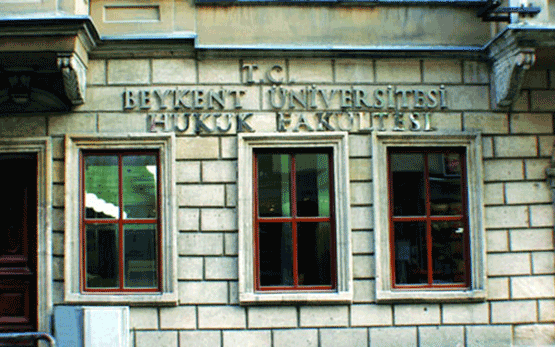 T.C.
BEYKENT ÜNİVERSİTESİ
HUKUK FAKÜLTESİ